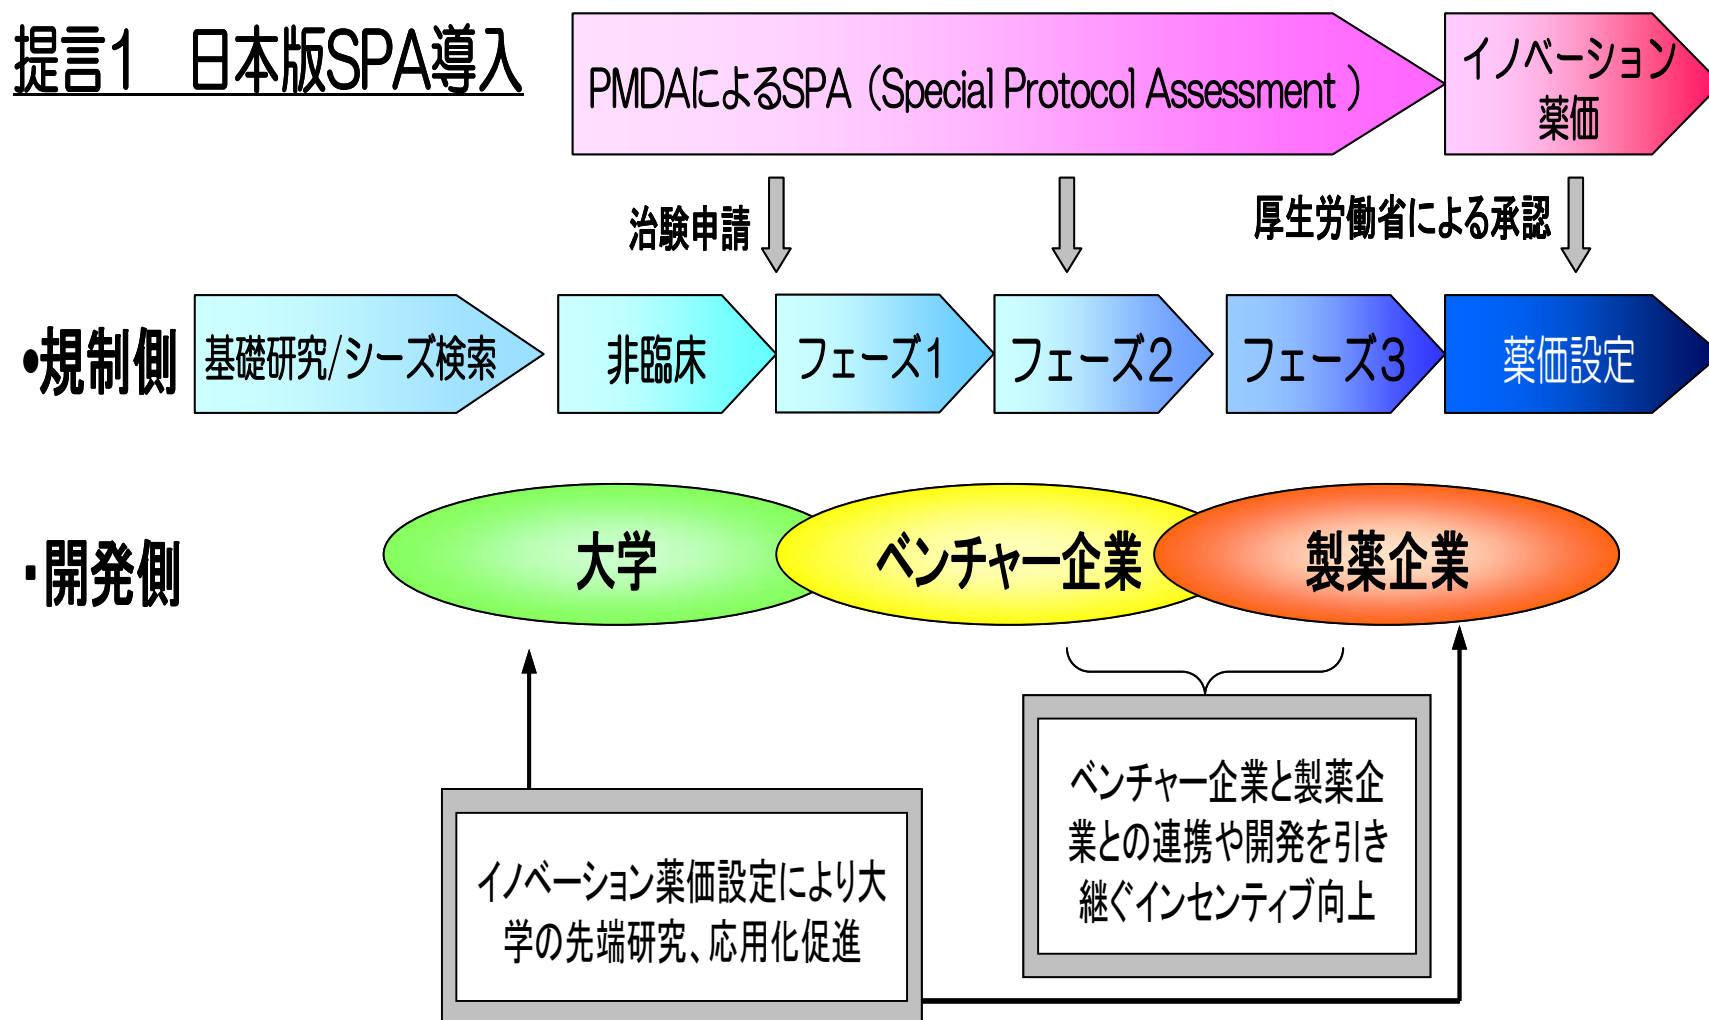 提言1　日本版SPA導入
PMDAによるSPA（Special Protocol Assessment ）
イノベーション
薬価
治験申請
厚生労働省による承認
•規制側
基礎研究/シーズ検索
非臨床
フェーズ1
フェーズ2
フェーズ3
薬価設定
・開発側
大学
ベンチャー企業
製薬企業
ベンチャー企業と製薬企
業との連携や開発を引き
継ぐインセンティブ向上
イノベーション薬価設定により大
学の先端研究、応用化促進